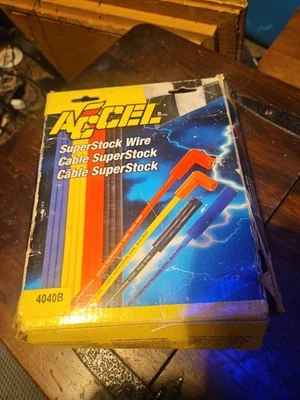 ACCEL
SuperStock Wire
Cable SuperStock
Câble SuperStock
4040B